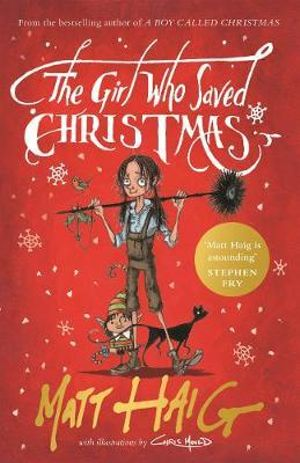 From the bestselling author of A BOY CALLED CHRISTMAS
The Girl Who Saved
CHRISTMAS
'Matt Haig is
astounding'
STEPHEN
FRY
MATT HAIG
with illustrations by CHRIS MOULD